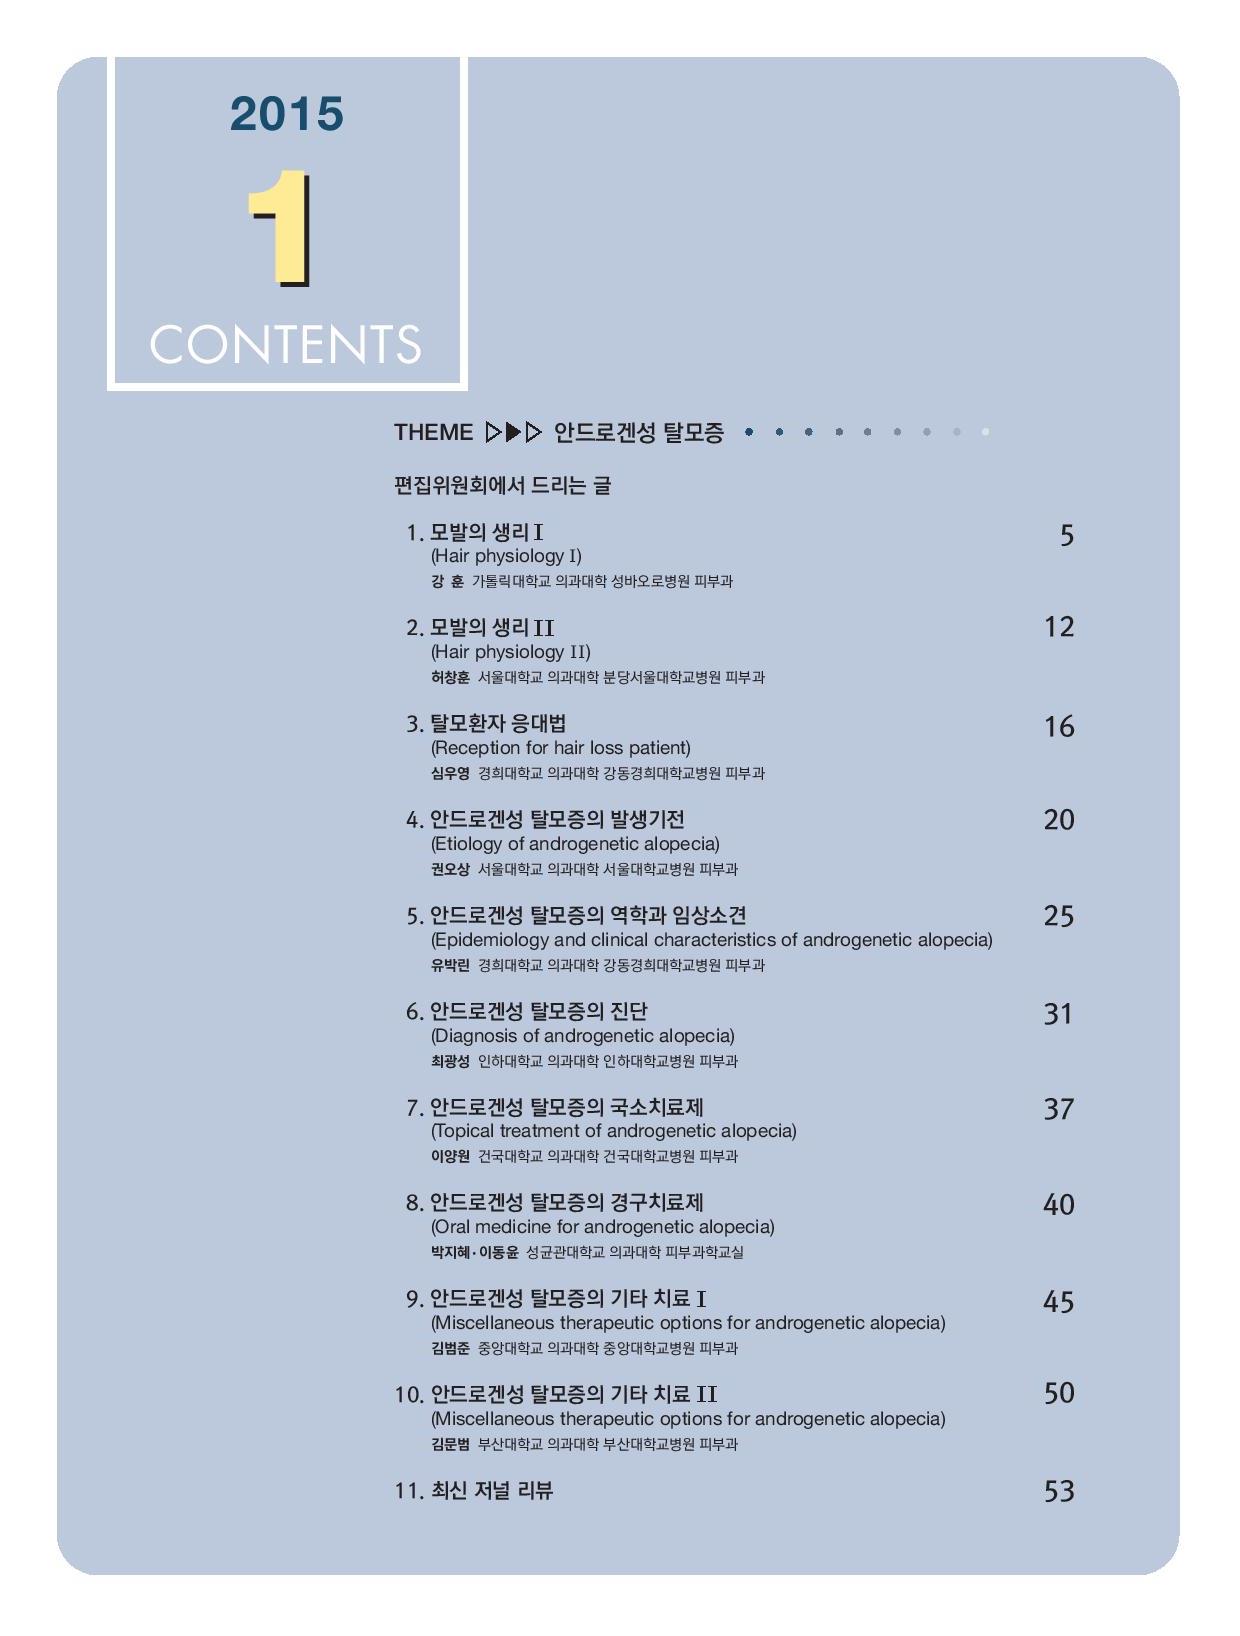 2015
1
CONTENTS
THEME ▷▶▷ 안드로겐성 탈모증
편집위원회에서 드리는 글
1. 모발의 생리 I 5
(Hair physiology I)
강 훈 가톨릭대학교 의과대학 성바오로병원 피부과
2. 모발의 생리 II 12
(Hair physiology II)
허창훈 서울대학교 의과대학 분당서울대학교병원 피부과
3. 탈모환자 응대법 16
(Reception for hair loss patient)
심우영 경희대학교 의과대학 강동경희대학교병원 피부과
4. 안드로겐성 탈모증의 발생기전 20
(Etiology of androgenetic alopecia)
권오상 서울대학교 의과대학 서울대학교병원 피부과
5. 안드로겐성 탈모증의 역학과 임상소견 25
(Epidemiology and clinical characteristics of androgenetic alopecia)
유박린 경희대학교 의과대학 강동경희대학교병원 피부과
6. 안드로겐성 탈모증의 진단 31
(Diagnosis of androgenetic alopecia)
최광성 인하대학교 의과대학 인하대학교병원 피부과
7. 안드로겐성 탈모증의 국소치료제 37
(Topical treatment of androgenetic alopecia)
이양원 건국대학교 의과대학 건국대학교병원 피부과
8. 안드로겐성 탈모증의 경구치료제 40
(Oral medicine for androgenetic alopecia)
박지혜·이동윤 성균관대학교 의과대학 피부과학교실
9. 안드로겐성 탈모증의 기타 치료 I 45
(Miscellaneous therapeutic options for androgenetic alopecia)
김범준 중앙대학교 의과대학 중앙대학교병원 피부과
10. 안드로겐성 탈모증의 기타 치료 II 50
(Miscellaneous therapeutic options for androgenetic alopecia)
김문범 부산대학교 의과대학 부산대학교병원 피부과
11. 최신 저널 리뷰 53